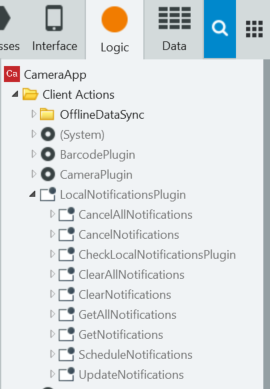 sses Interface Logic Data
Ca CameraApp
Client Actions
OfflineDataSync
(System)
BarcodePlugin
CameraPlugin
LocalNotificationsPlugin
CancelAllNotifications
CancelNotifications
CheckLocalNotificationsPlugin
ClearAllNotifications
ClearNotifications
GetAllNotifications
GetNotifications
ScheduleNotifications
UpdateNotifications